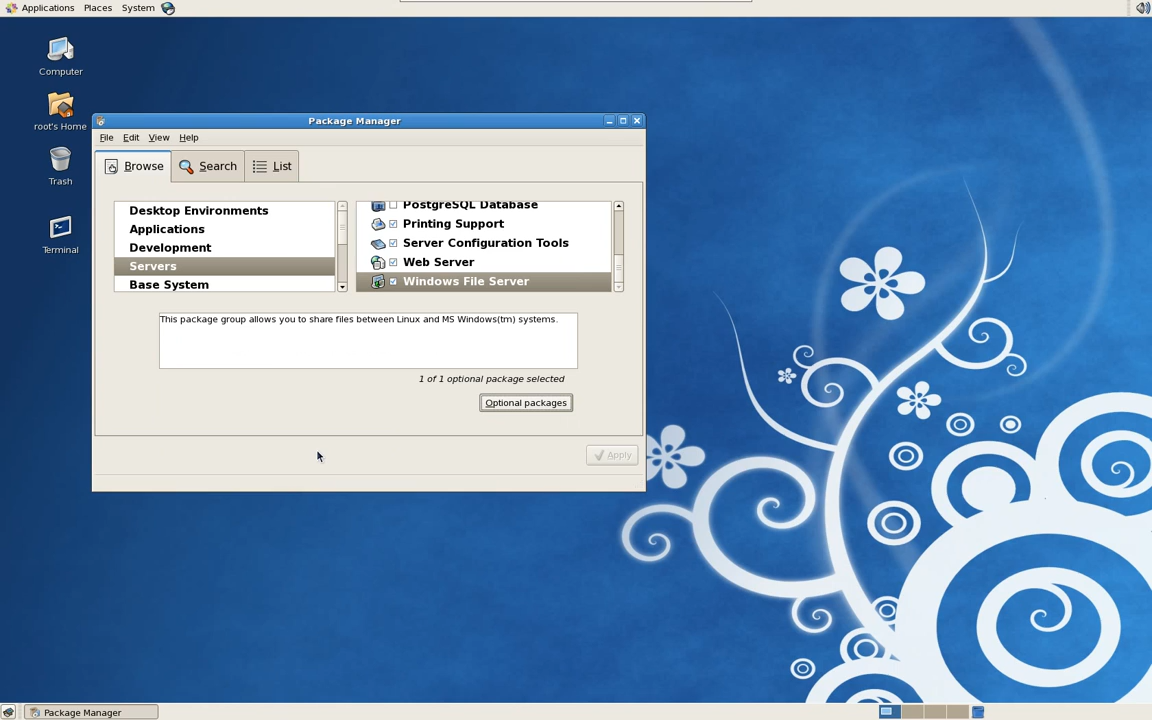 Applications Places System
Computer
root's Home
Trash
Terminal
Package Manager
File Edit View Help
Browse Search List
Desktop Environments
Applications
Development
Servers
Base System
PostgreSQL Database
Printing Support
Server Configuration Tools
Web Server
Windows File Server
This package group allows you to share files between Linux and MS Windows(tm) systems.
1 of 1 optional package selected
Optional packages
Apply
Package Manager